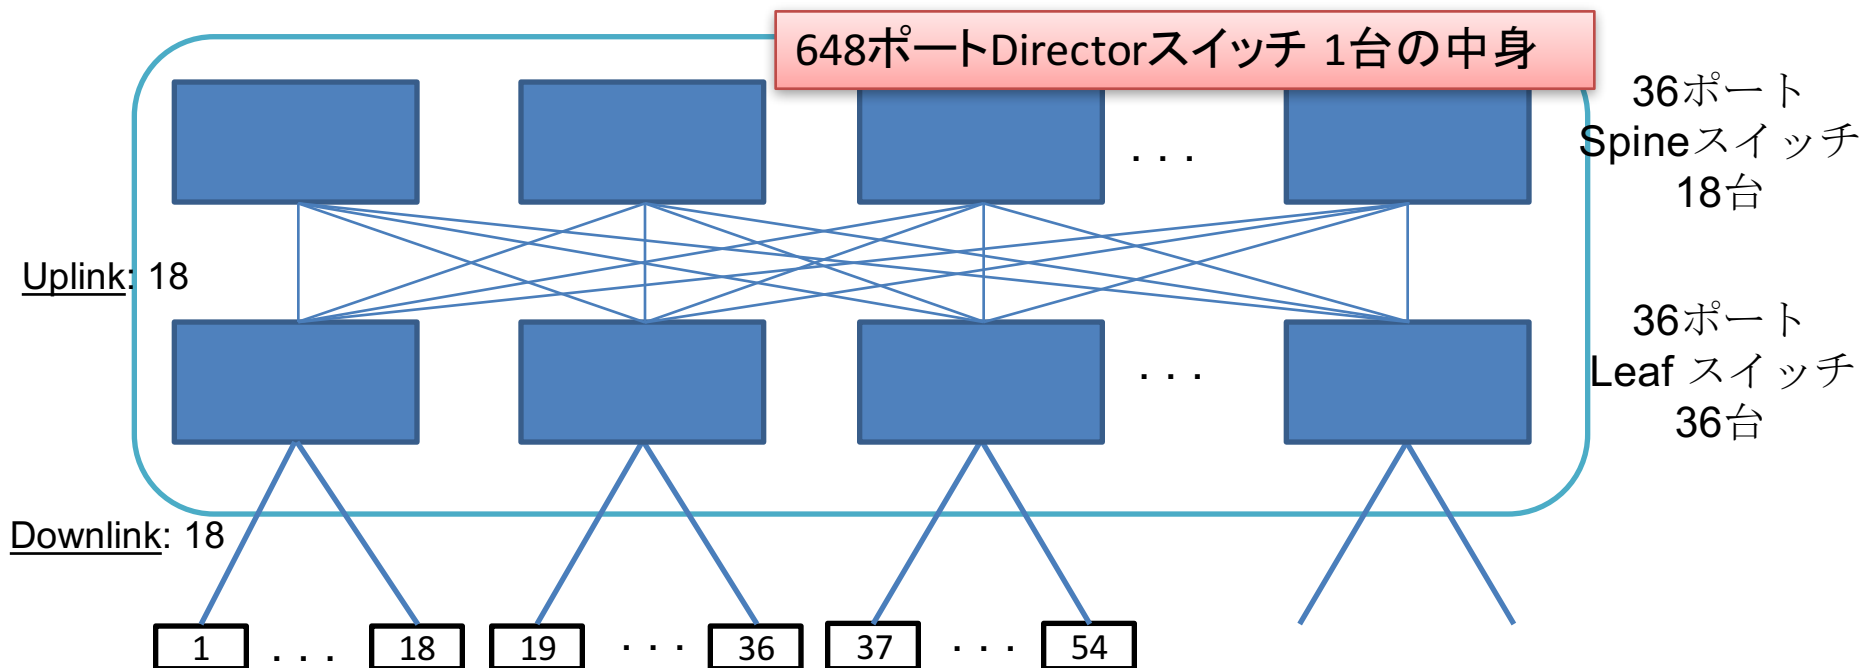 648ポートDirectorスイッチ 1台の中身
36ポート
Spineスイッチ
18台
. . .
Uplink: 18
36ポート
Leaf スイッチ
36台
. . .
Downlink: 18
1 . . . 18 19 . . . 36 37 . . . 54